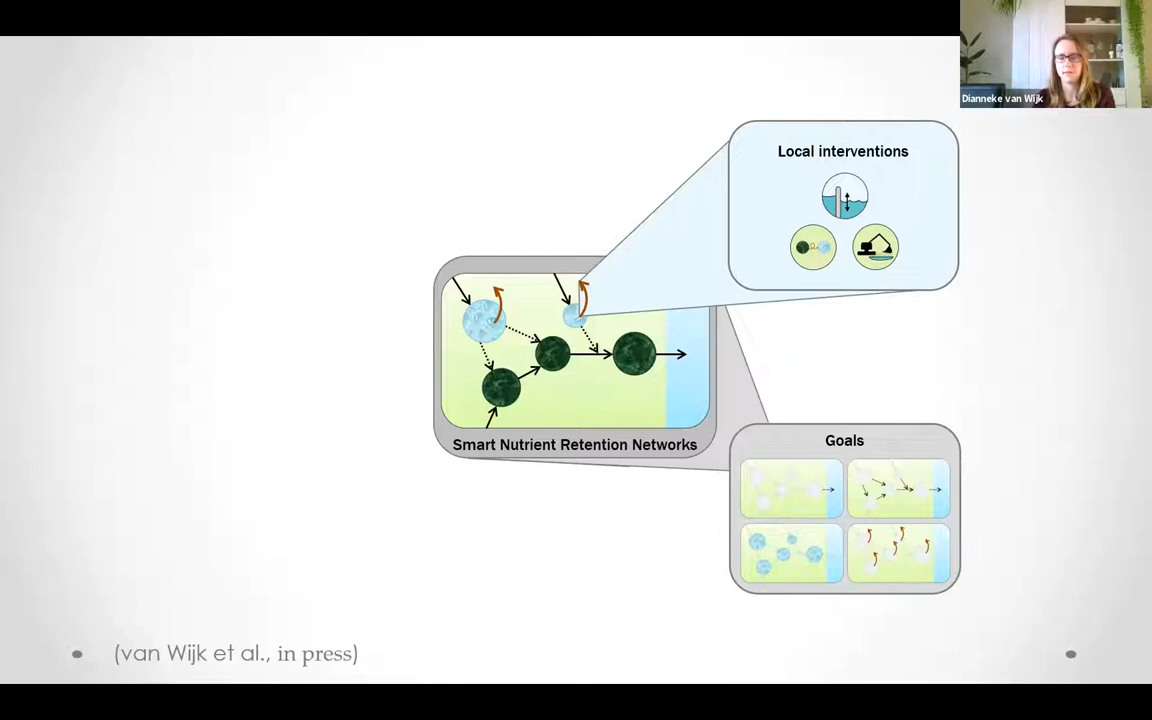 Dianneke van Wijk
Local interventions
Smart Nutrient Retention Networks
Goals
(van Wijk et al., in press)